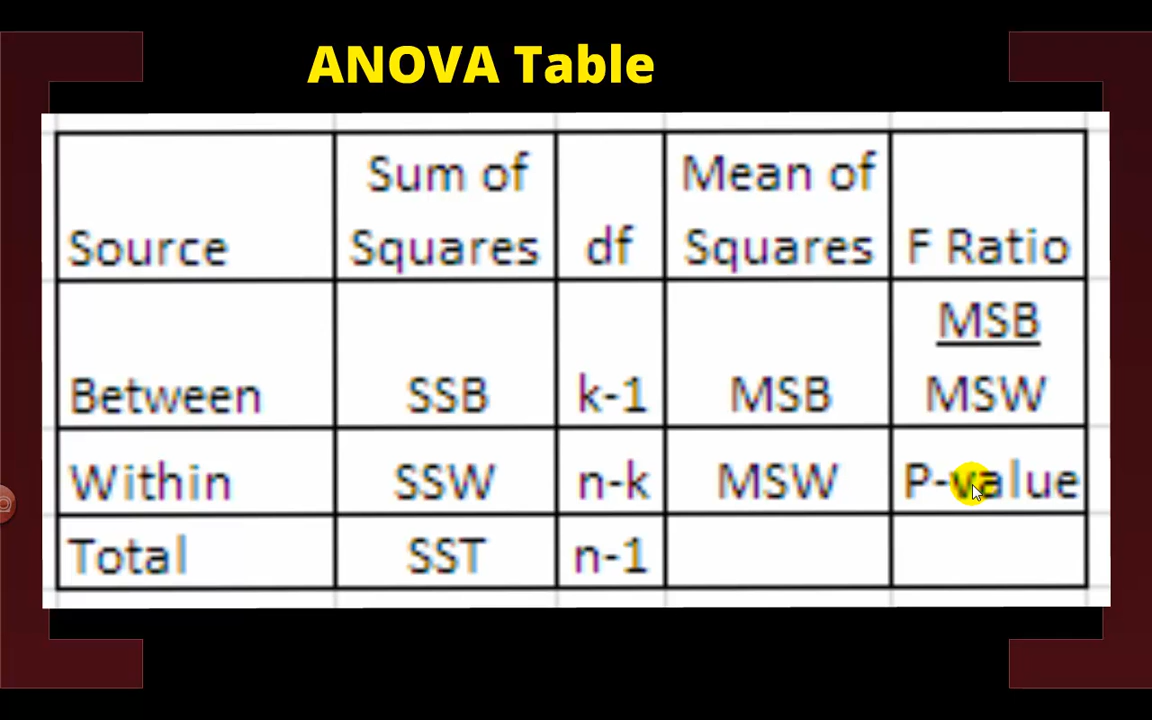 ANOVA Table
Sum of Mean of
Source Squares df Squares F Ratio
MSB
Between SSB k-1 MSB MSW
Within SSW n-k MSW P-value
Total SST n-1